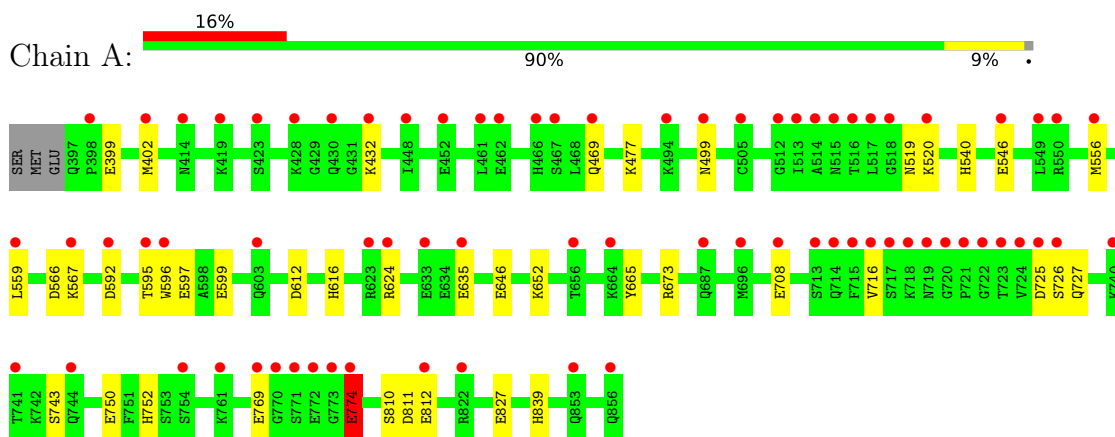 16%
Chain A:
90% 9% •
SER MET GLU Q397 P398 E399 M402 N414 K419 S423 K428 G429 Q430 G431 K432 I448 E452 L461 E462 H466 S467 L468 Q469 K477 K494 N499 C505 G512 I513 A514 N515 T516 L517 G518 N519 K520 H540 E546 L549 R550 M556
L559 D566 K567 D592 T595 W596 E597 A598 E599 Q603 D612 H616 R623 R624 E633 E634 E635 E646 K652 T656 K664 Y665 R673 Q687 M696 E708 S713 Q714 F715 V716 S717 K718 N719 G720 P721 G722 T723 V724 D725 S726 Q727 K740
T741 K742 S743 Q744 E750 F751 H752 S753 S754 K761 E769 G770 S771 E772 G773 E774 S810 D811 E812 R822 E827 H839 Q853 Q856